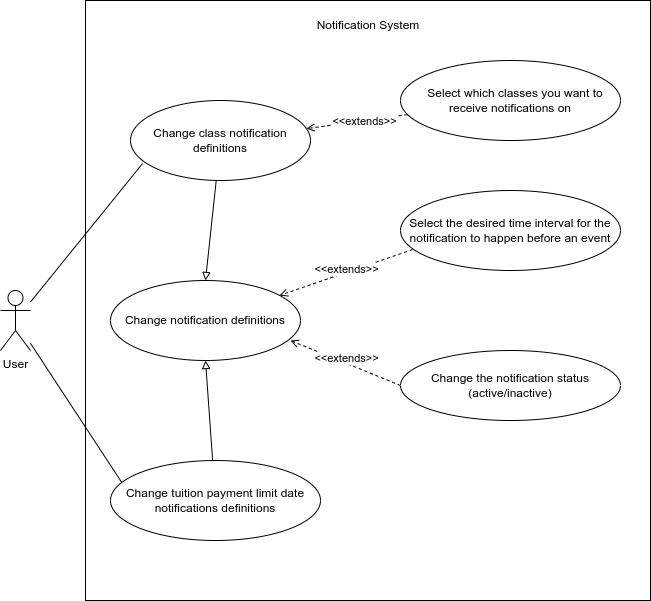 Notification System
Select which classes you want to
receive notifications on
<<extends>>
Change class notification
definitions
Select the desired time interval for the
notification to happen before an event
<<extends>>
Change notification definitions
<<extends>>
User
Change the notification status
(active/inactive)
Change tuition payment limit date
notifications definitions